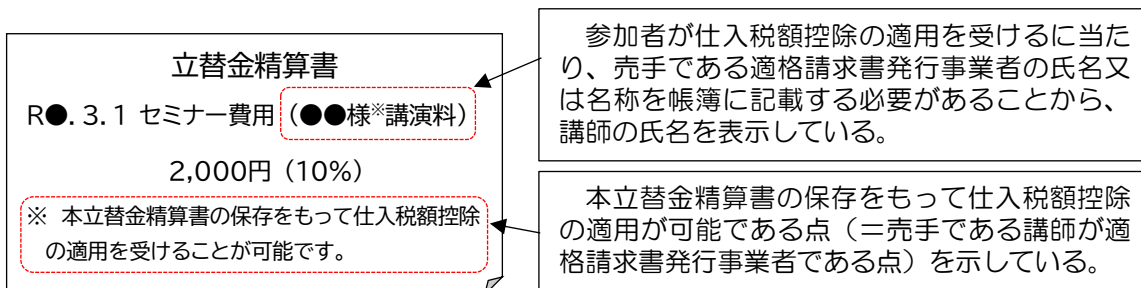 立替金精算書
R●.3.1 セミナー費用(●●様※講演料)
2,000円(10%)
※ 本立替金精算書の保存をもって仕入税額控除
の適用を受けることが可能です。
参加者が仕入税額控除の適用を受けるに当た
り、売手である適格請求書発行事業者の氏名又
は名称を帳簿に記載する必要があることから、
講師の氏名を表示している。
本立替金精算書の保存をもって仕入税額控除
の適用が可能である点(=売手である講師が適
格請求書発行事業者である点)を示している。